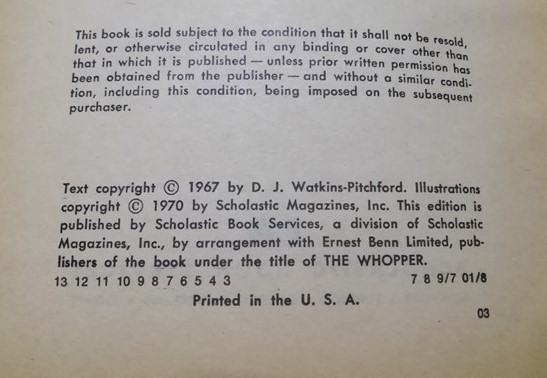 This book is sold subject to the condition that it shall not be resold,
lent, or otherwise circulated in any binding or cover other than
that in which it is published — unless prior written permission has
been obtained from the publisher — and without a similar condi-
tion, including this condition, being imposed on the subsequent
purchaser.
Text copyright © 1967 by D. J. Watkins-Pitchford. Illustrations
copyright © 1970 by Scholastic Magazines, Inc. This edition is
published by Scholastic Book Services, a division of Scholastic
Magazines, Inc., by arrangement with Ernest Benn Limited, pub-
lishers of the book under the title of THE WHOPPER.
13 12 11 10 9 8 7 6 5 4 3 7 8 9/7 01/8
Printed in the U. S. A.
03